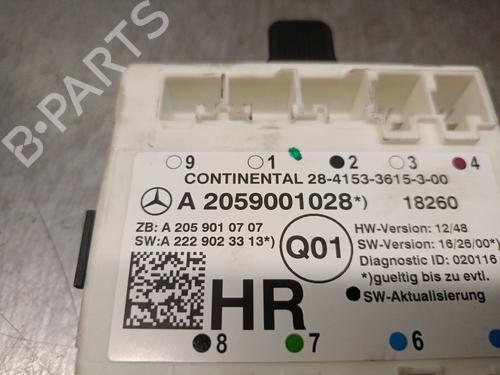 B-PARTS
9 1 2 3 4
CONTINENTAL 28-4153-3615-3-00
A 2059001028*) 18260
ZB: A 205 901 07 07
SW:A 222 902 33 13*)
Q01
HW-Version: 12/48
SW-Version: 16/26/00*)
Diagnostic ID: 020116
*)gueltig bis zu evtl.
SW-Aktualisierung
HR
8 7 6